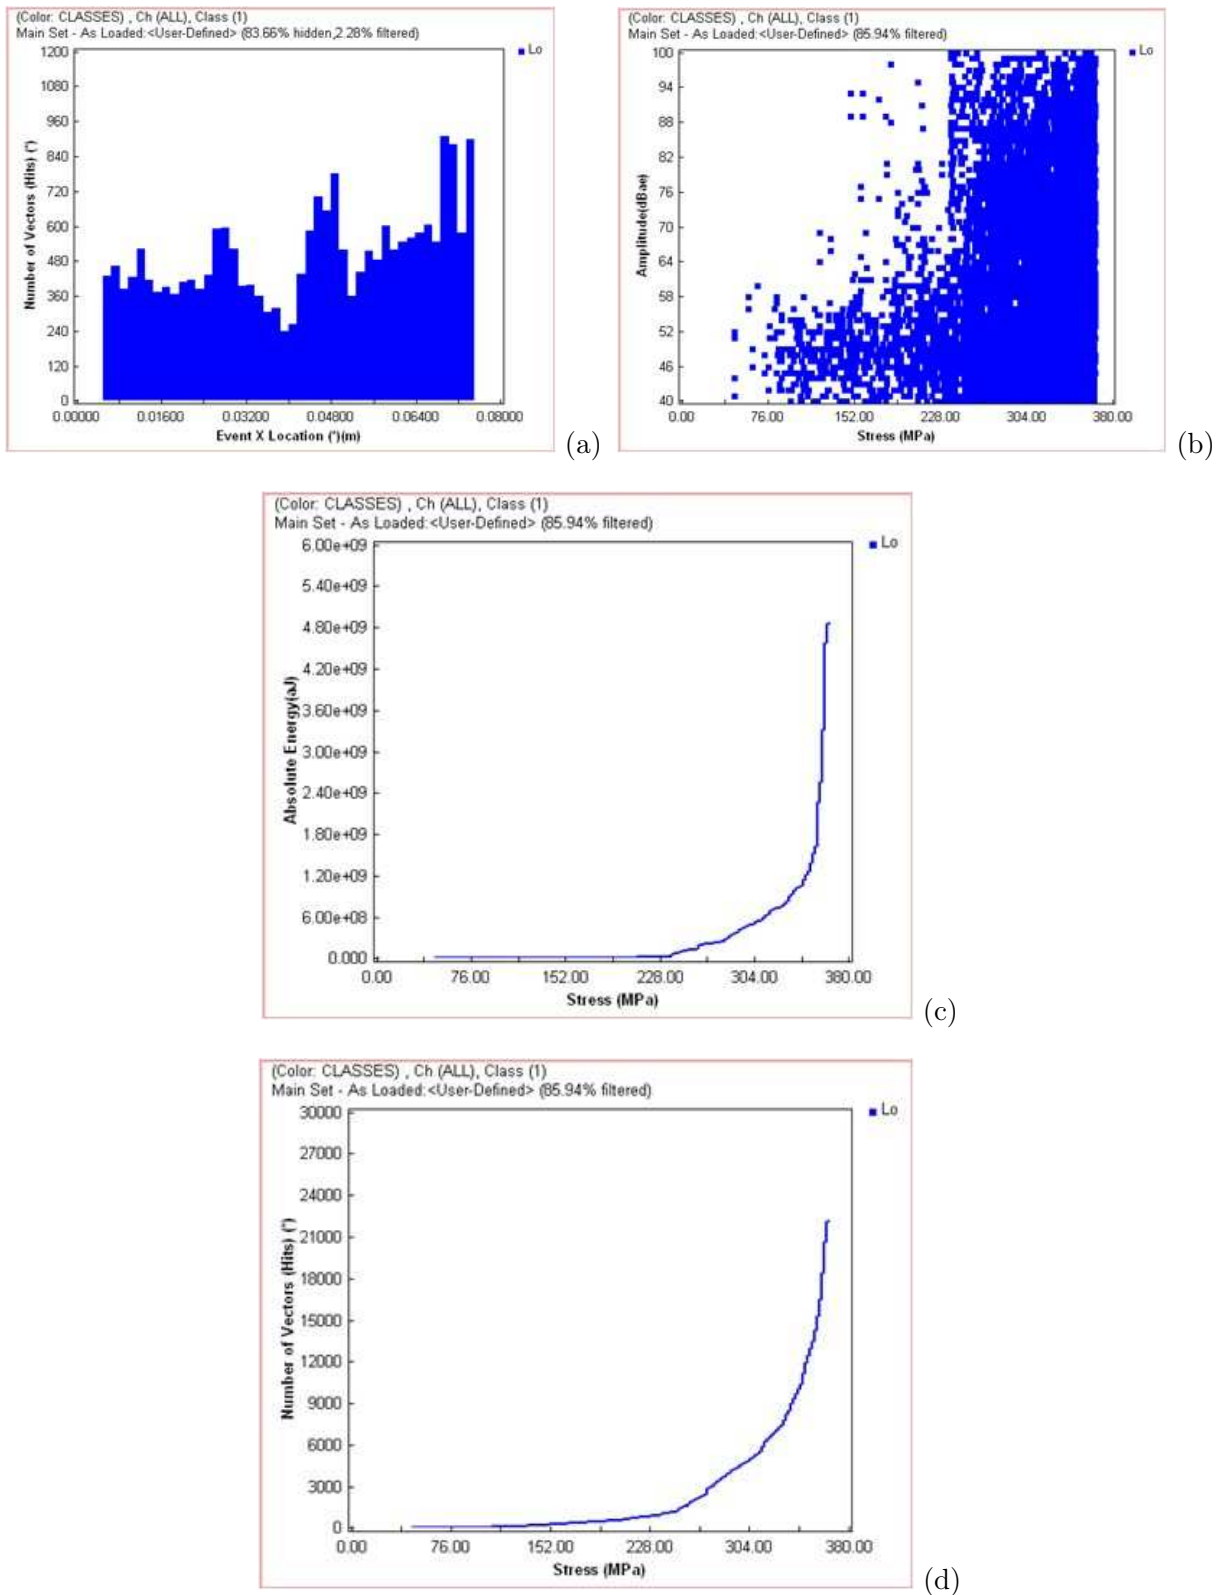 (Color: CLASSES) , Ch (ALL), Class (1)
Main Set - As Loaded:<User-Defined> (83.66% hidden,2.28% filtered)
Lo
Number of Vectors (Hits) (*)
1200
1080
960
840
720
600
480
360
240
120
0
0.00000 0.01600 0.03200 0.04800 0.06400 0.08000
Event X Location (*)(m)
(a)
(Color: CLASSES) , Ch (ALL), Class (1)
Main Set - As Loaded:<User-Defined> (85.94% filtered)
Lo
Amplitude(dBae)
100
94
88
82
76
70
64
58
52
46
40
0.00 76.00 152.00 228.00 304.00 380.00
Stress (MPa)
(b)
(Color: CLASSES) , Ch (ALL), Class (1)
Main Set - As Loaded:<User-Defined> (85.94% filtered)
Lo
Absolute Energy(aJ)
6.00e+09
5.40e+09
4.80e+09
4.20e+09
3.60e+09
3.00e+09
2.40e+09
1.80e+09
1.20e+09
6.00e+08
0.000
0.00 76.00 152.00 228.00 304.00 380.00
Stress (MPa)
(c)
(Color: CLASSES) , Ch (ALL), Class (1)
Main Set - As Loaded:<User-Defined> (85.94% filtered)
Lo
Number of Vectors (Hits) (*)
30000
27000
24000
21000
18000
15000
12000
9000
6000
3000
0
0.00 76.00 152.00 228.00 304.00 380.00
Stress (MPa)
(d)